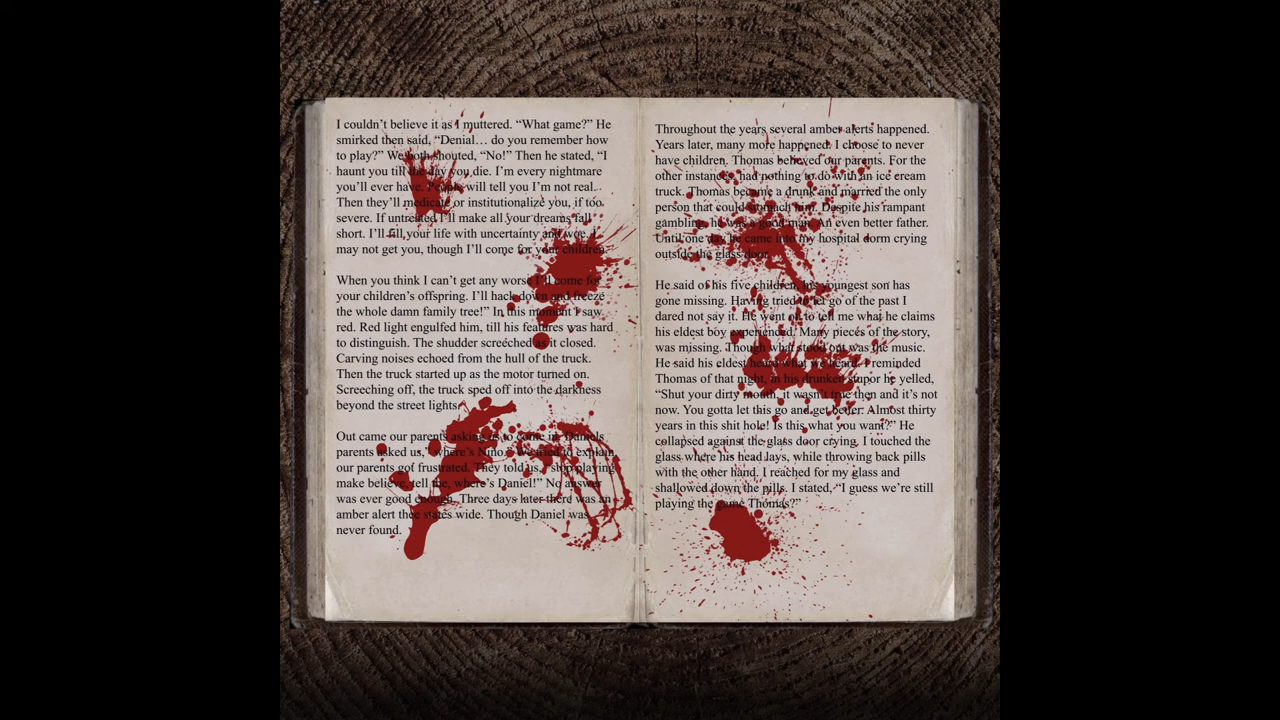 I couldn’t believe it as I muttered. “What game?” He
smirked then said, “Denial… do you remember how
to play?” We both shouted, “No!” Then he stated, “I
haunt you till the day you die. I’m every nightmare
you’ll ever have. People will tell you I’m not real.
Then they’ll medicate or institutionalize you, if too
severe. If untreated I’ll make all your dreams fall
short. I’ll fill your life with uncertainty and woe. I
may not get you, though I’ll come for your children.
When you think I can’t get any worse I’ll come for
your children’s offspring. I’ll hack down and freeze
the whole damn family tree!” In this moment I saw
red. Red light engulfed him, till his features was hard
to distinguish. The shudder screeched as it closed.
Carving noises echoed from the hull of the truck.
Then the truck started up as the motor turned on.
Screeching off, the truck sped off into the darkness
beyond the street lights.
Out came our parents asking us to come in. Daniels
parents asked us, “where’s Nino.” We tried to explain,
our parents got frustrated. They told us, “stop playing
make believe, tell the, where’s Daniel!” No answer
was ever good enough. Three days later there was an
amber alert thee states wide. Though Daniel was
never found.
Throughout the years several amber alerts happened.
Years later, many more happened. I choose to never
have children. Thomas believed our parents. For the
other instances, had nothing to do with an ice cream
truck. Thomas became a drunk and married the only
person that could stomach him. Despite his rampant
gambling, he was a good man. An even better father.
Until one day he came into my hospital dorm crying
outside the glass door.
He said of his five children, his youngest son has
gone missing. Having tried to let go of the past I
dared not say it. He went on to tell me what he claims
his eldest boy experienced. Many pieces of the story,
was missing. Though what stood out was the music.
He said his eldest heard what we heard. I reminded
Thomas of that night, in his drunken stupor he yelled,
“Shut your dirty mouth, it wasn’t true then and it’s not
now. You gotta let this go and get better. Almost thirty
years in this shit hole! Is this what you want?” He
collapsed against the glass door crying. I touched the
glass where his head lays, while throwing back pills
with the other hand. I reached for my glass and
shallowed down the pills. I stated, “I guess we’re still
playing the game Thomas?”